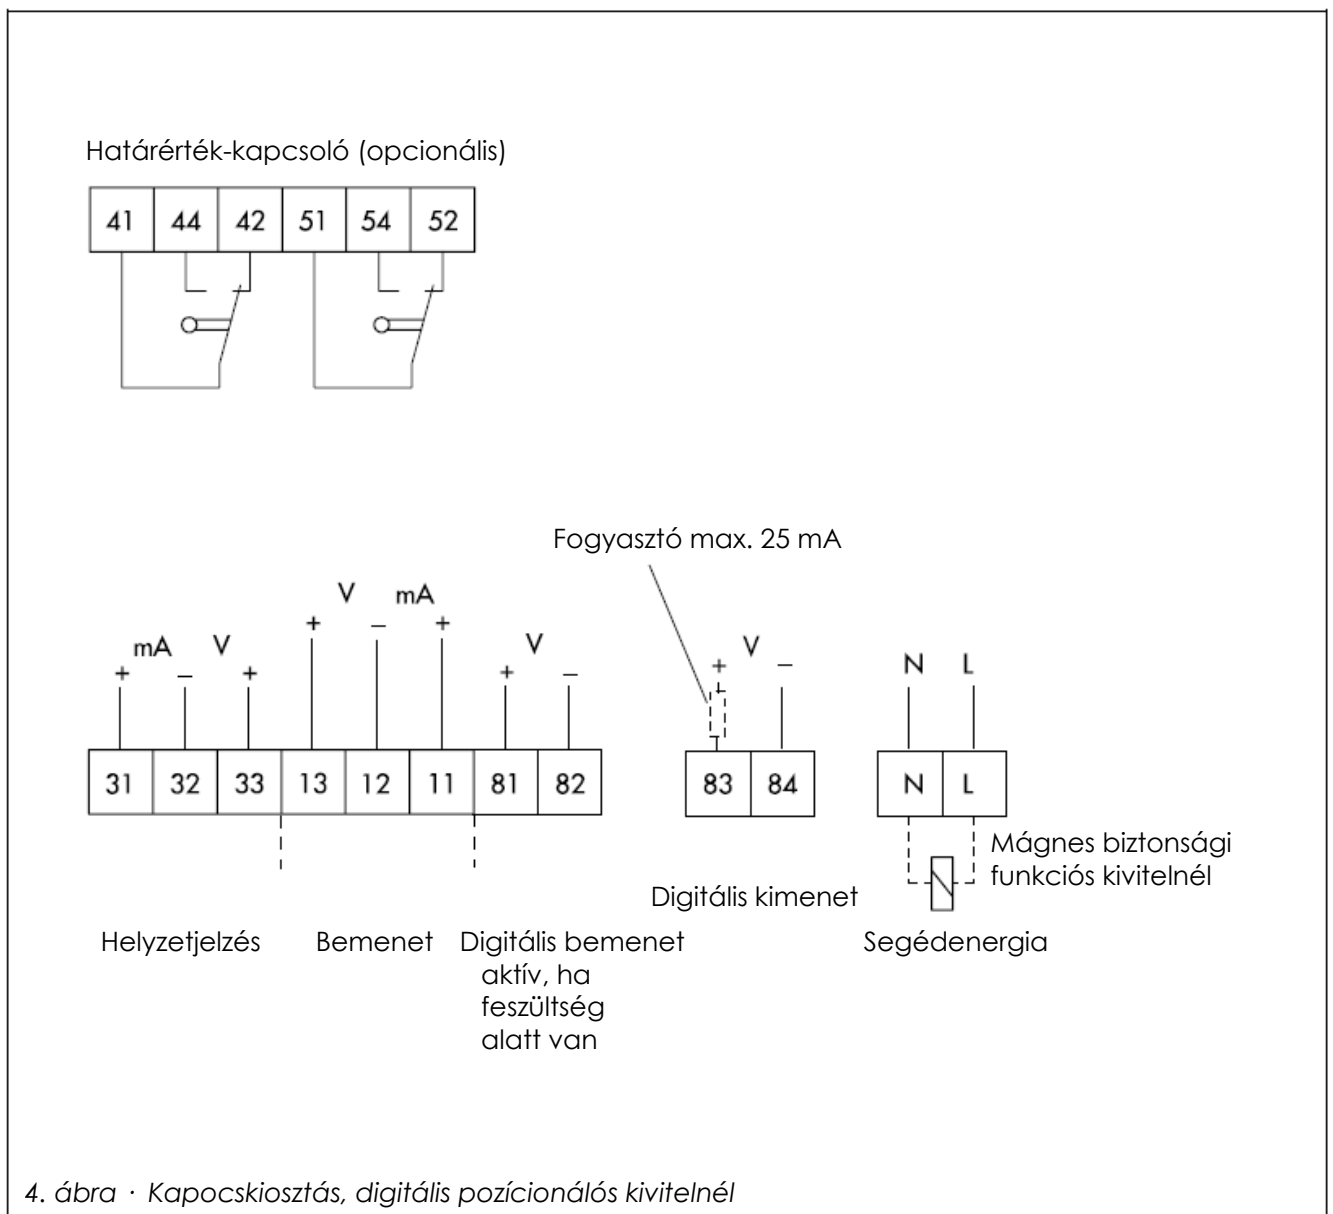 Határérték-kapcsoló (opcionális)
41 44 42 51 54 52
Fogyasztó max. 25 mA
V mA
+ – +
mA V
+ – +
V
+ –
V
+ –
N L
31 32 33 13 12 11 81 82
83 84
N L
Mágnes biztonsági
funkciós kivitelnél
Digitális kimenet
Helyzetjelzés
Bemenet
Digitális bemenet
aktív, ha
feszültség
alatt van
Segédenergia
4. ábra · Kapocskiosztás, digitális pozícionálós kivitelnél